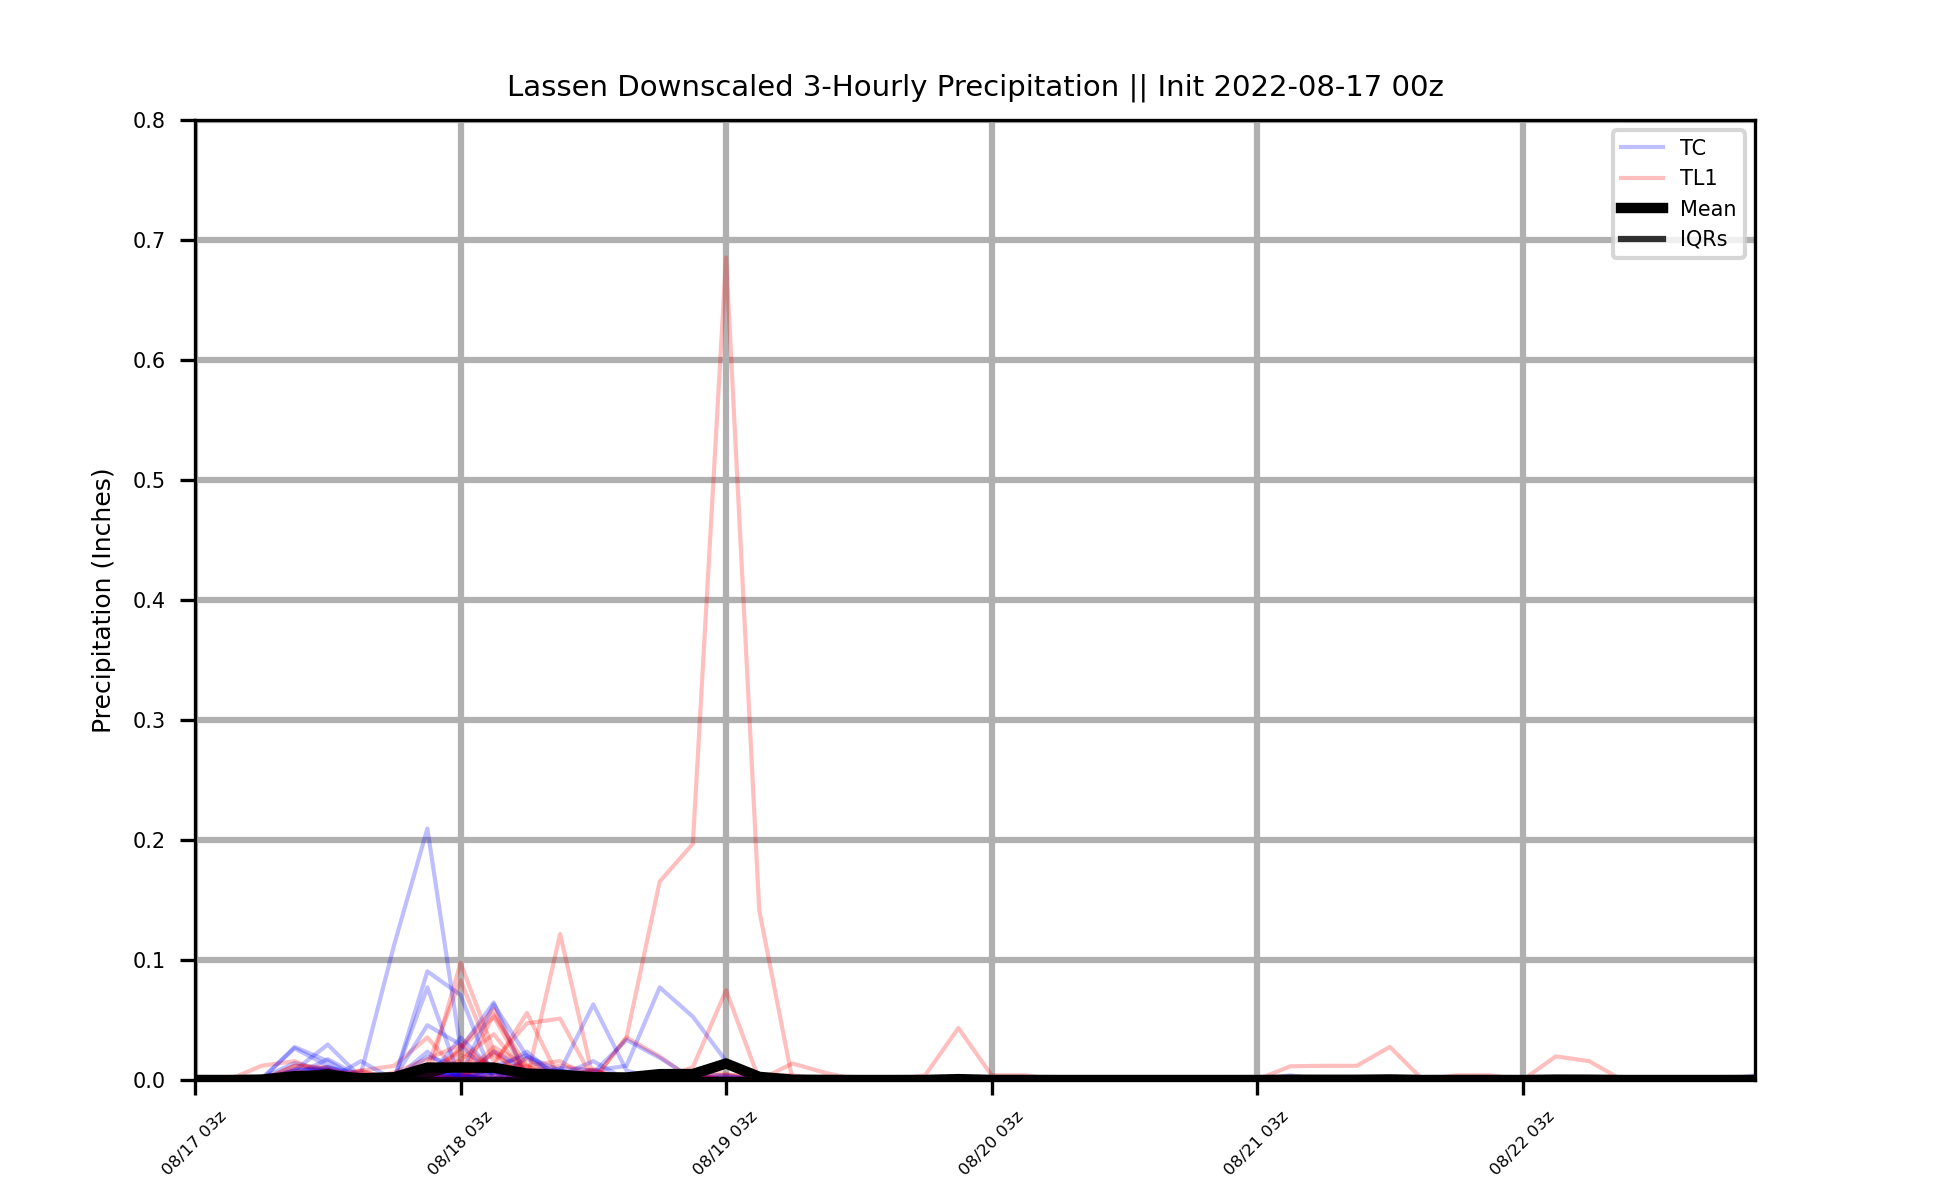 Lassen Downscaled 3-Hourly Precipitation || Init 2022-08-17 00z
TC
TL1
Mean
IQRs
Precipitation (Inches)
0.8
0.7
0.6
0.5
0.4
0.3
0.2
0.1
0.0
08/17 03z
08/18 03z
08/19 03z
08/20 03z
08/21 03z
08/22 03z